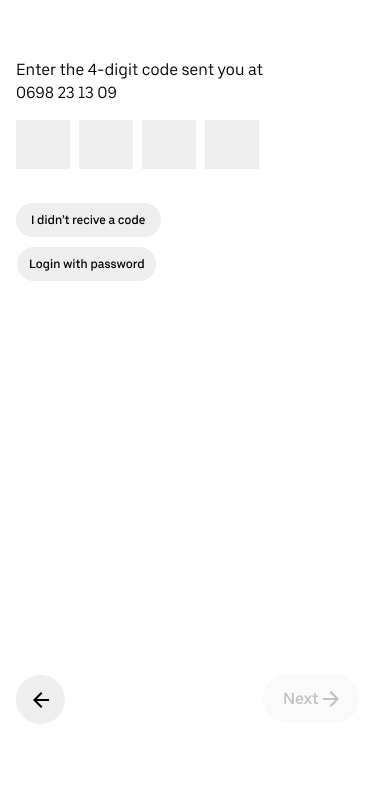 Enter the 4-digit code sent you at
0698 23 13 09
I didn't recive a code
Login with password
Next